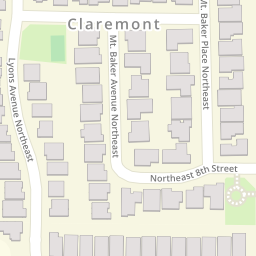 Claremont
Mt. Baker Place Northeast
Mt. Baker Avenue Northeast
Lyons Avenue Northeast
Northeast 8th Street